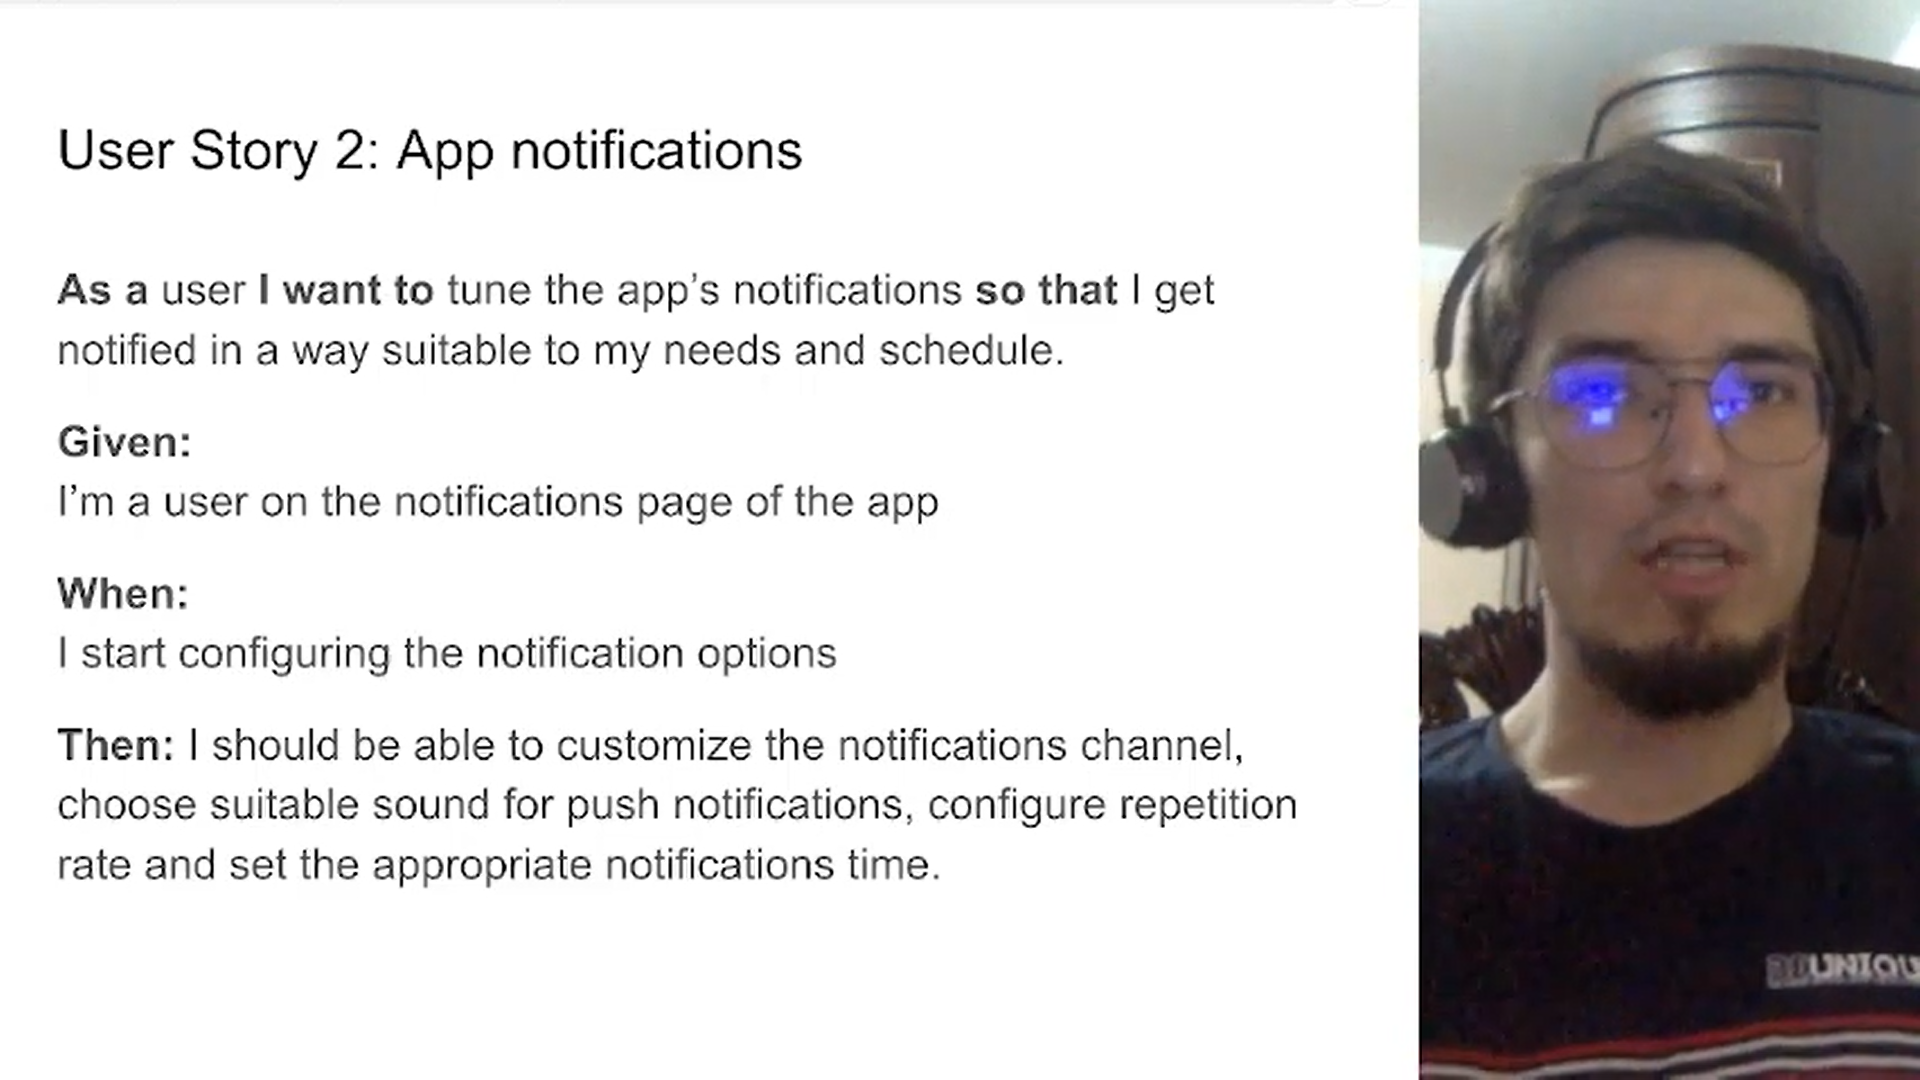 User Story 2: App notifications
As a user I want to tune the app’s notifications so that I get
notified in a way suitable to my needs and schedule.
Given:
I’m a user on the notifications page of the app
When:
I start configuring the notification options
Then: I should be able to customize the notifications channel,
choose suitable sound for push notifications, configure repetition
rate and set the appropriate notifications time.